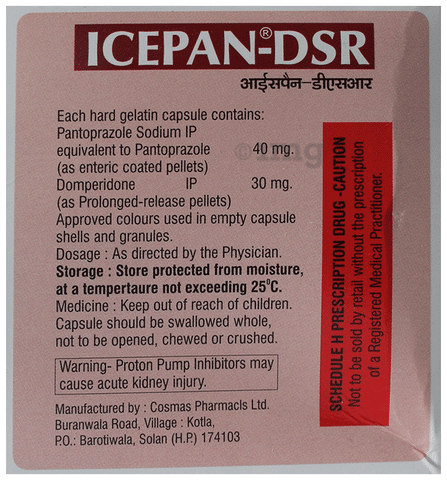 ICEPAN®-DSR
आईसपैन-डीएसआर
Each hard gelatin capsule contains:
Pantoprazole Sodium IP
equivalent to Pantoprazole 40 mg.
(as enteric coated pellets)
Domperidone IP 30 mg.
(as Prolonged-release pellets)
Approved colours used in empty capsule
shells and granules.
Dosage : As directed by the Physician.
Storage : Store protected from moisture,
at a tempertaure not exceeding 25°C.
Medicine : Keep out of reach of children.
Capsule should be swallowed whole,
not to be opened, chewed or crushed.
Warning- Proton Pump Inhibitors may
cause acute kidney injury.
Manufactured by : Cosmas Pharmacls Ltd.
Buranwala Road, Village : Kotla,
P.O.: Barotiwala, Solan (H.P.) 174103
SCHEDULE H PRESCRIPTION DRUG -CAUTION
Not to be sold by retail without the prescription
of a Registered Medical Practitioner.